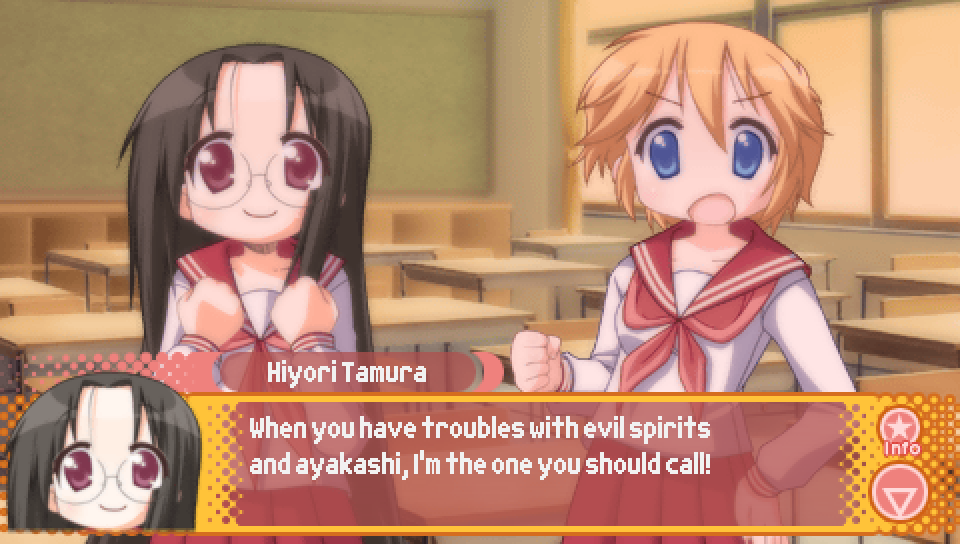 Hiyori Tamura
When you have troubles with evil spirits
and ayakashi, I'm the one you should call!
Info